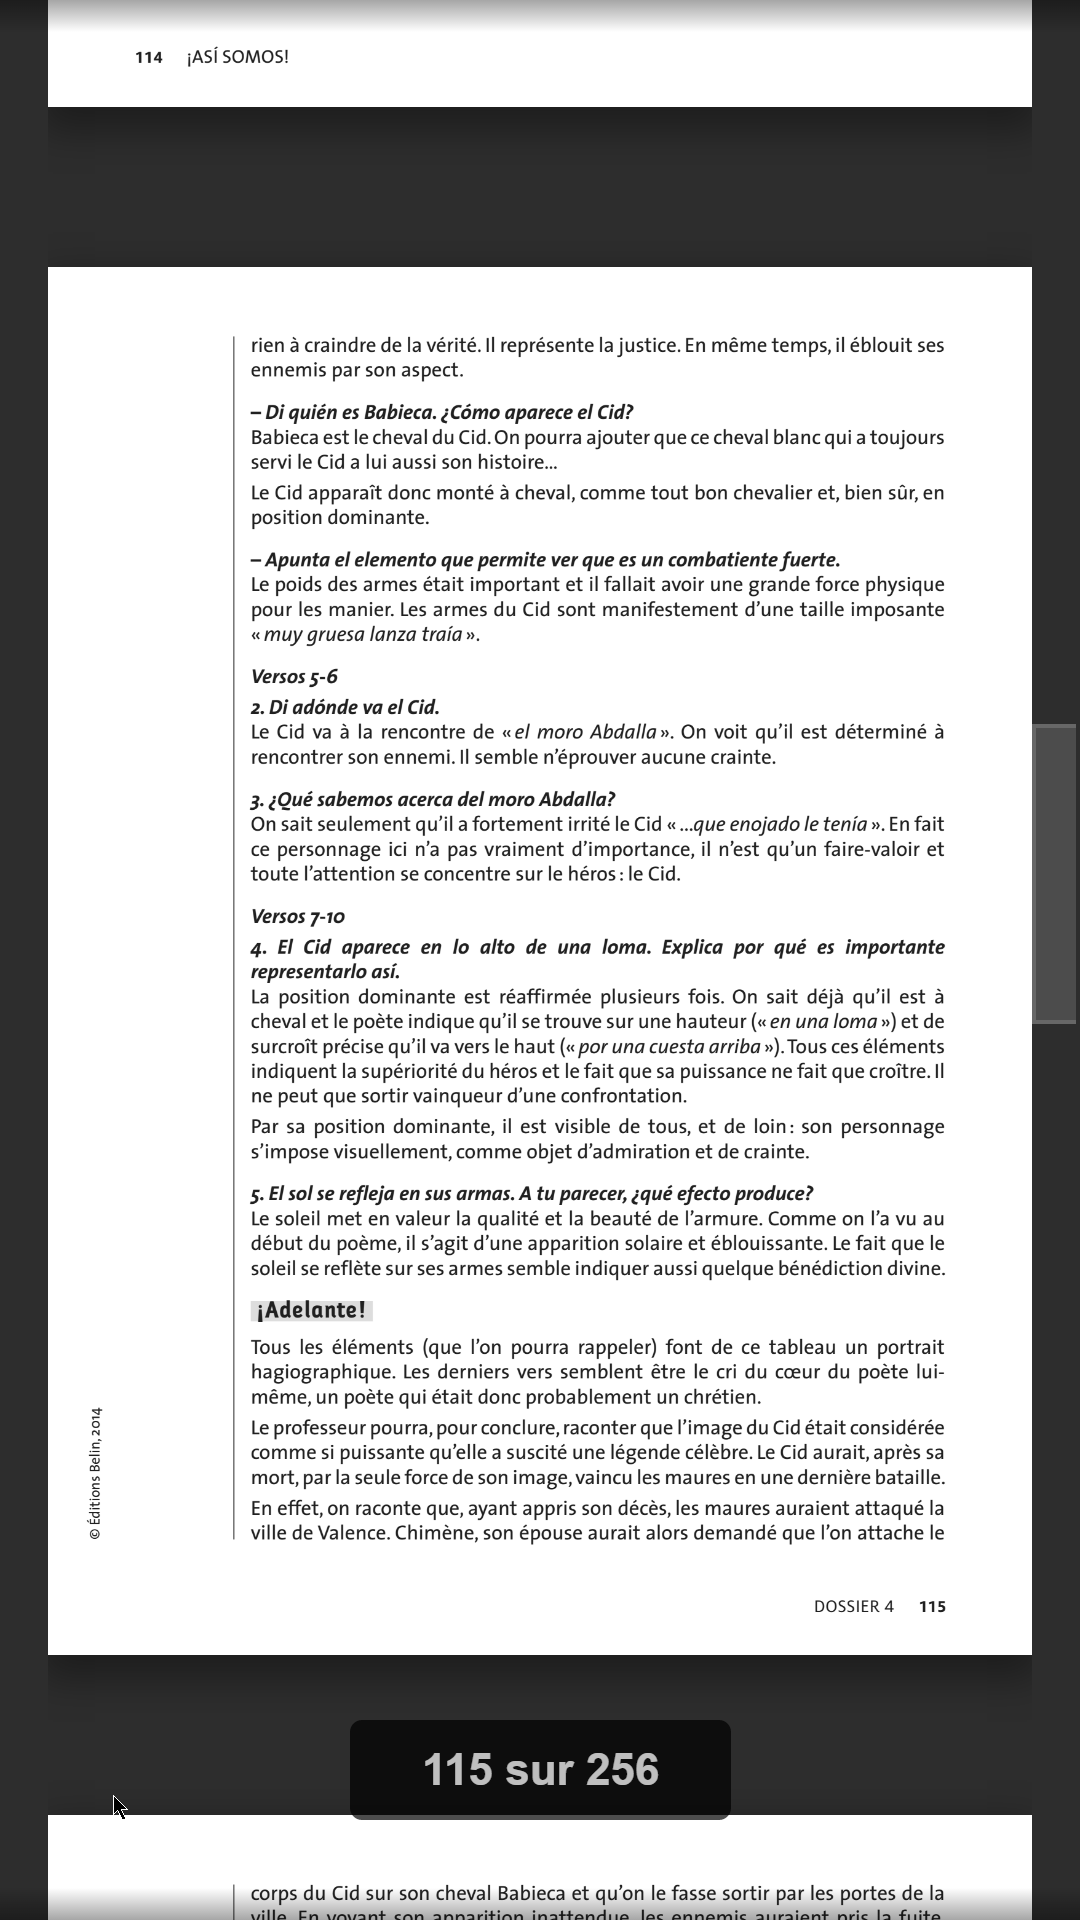 114 ¡ASÍ SOMOS!
rien à craindre de la vérité. Il représente la justice. En même temps, il éblouit ses
ennemis par son aspect.
– Di quién es Babieca. ¿Cómo aparece el Cid?
Babieca est le cheval du Cid. On pourra ajouter que ce cheval blanc qui a toujours
servi le Cid a lui aussi son histoire…
Le Cid apparaît donc monté à cheval, comme tout bon chevalier et, bien sûr, en
position dominante.
– Apunta el elemento que permite ver que es un combatiente fuerte.
Le poids des armes était important et il fallait avoir une grande force physique
pour les manier. Les armes du Cid sont manifestement d’une taille imposante
« muy gruesa lanza traía ».
Versos 5-6
2. Di adónde va el Cid.
Le Cid va à la rencontre de « el moro Abdalla ». On voit qu’il est déterminé à
rencontrer son ennemi. Il semble n’éprouver aucune crainte.
3. ¿Qué sabemos acerca del moro Abdalla?
On sait seulement qu’il a fortement irrité le Cid « …que enojado le tenía ». En fait
ce personnage ici n’a pas vraiment d’importance, il n’est qu’un faire-valoir et
toute l’attention se concentre sur le héros : le Cid.
Versos 7-10
4. El Cid aparece en lo alto de una loma. Explica por qué es importante
representarlo así.
La position dominante est réaffirmée plusieurs fois. On sait déjà qu’il est à
cheval et le poète indique qu’il se trouve sur une hauteur (« en una loma ») et de
surcroît précise qu’il va vers le haut (« por una cuesta arriba »). Tous ces éléments
indiquent la supériorité du héros et le fait que sa puissance ne fait que croître. Il
ne peut que sortir vainqueur d’une confrontation.
Par sa position dominante, il est visible de tous, et de loin : son personnage
s’impose visuellement, comme objet d’admiration et de crainte.
5. El sol se refleja en sus armas. A tu parecer, ¿qué efecto produce?
Le soleil met en valeur la qualité et la beauté de l’armure. Comme on l’a vu au
début du poème, il s’agit d’une apparition solaire et éblouissante. Le fait que le
soleil se reflète sur ses armes semble indiquer aussi quelque bénédiction divine.
¡Adelante!
Tous les éléments (que l’on pourra rappeler) font de ce tableau un portrait
hagiographique. Les derniers vers semblent être le cri du cœur du poète lui-
même, un poète qui était donc probablement un chrétien.
Le professeur pourra, pour conclure, raconter que l’image du Cid était considérée
comme si puissante qu’elle a suscité une légende célèbre. Le Cid aurait, après sa
mort, par la seule force de son image, vaincu les maures en une dernière bataille.
En effet, on raconte que, ayant appris son décès, les maures auraient attaqué la
ville de Valence. Chimène, son épouse aurait alors demandé que l’on attache le
© Éditions Belin, 2014
DOSSIER 4 115
115 sur 256
corps du Cid sur son cheval Babieca et qu’on le fasse sortir par les portes de la
ville. En voyant son apparition inattendue, les ennemis auraient pris la fuite,